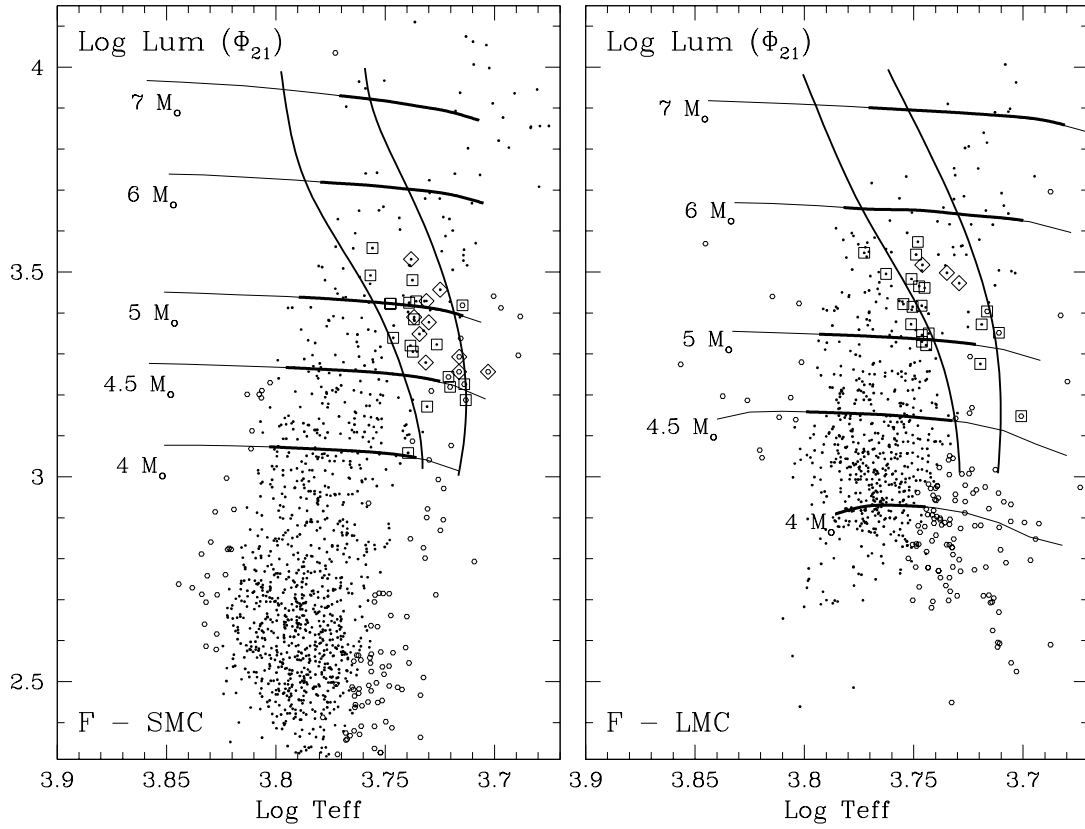 Log Lum (Φ21)
4
3.5
3
2.5
7 M⊙
6 M⊙
5 M⊙
4.5 M⊙
4 M⊙
F – SMC
3.9
3.85
3.8
3.75
3.7
Log Teff
Log Lum (Φ21)
7 M⊙
6 M⊙
5 M⊙
4.5 M⊙
4 M⊙
F – LMC
3.9
3.85
3.8
3.75
3.7
Log Teff